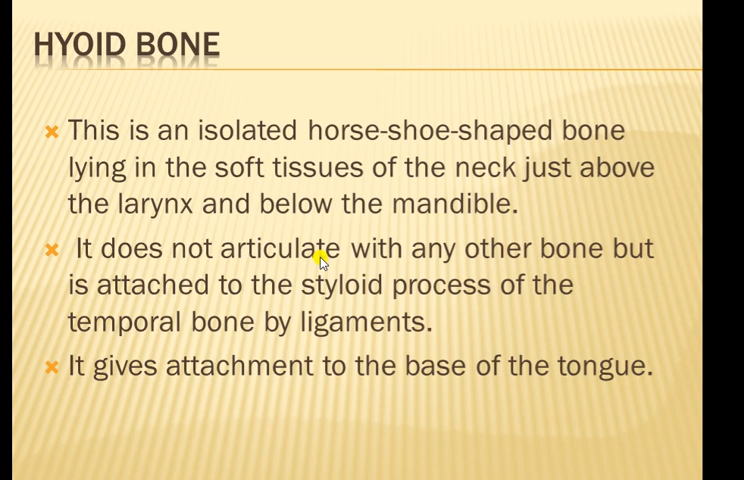 HYOID BONE
This is an isolated horse-shoe-shaped bone
lying in the soft tissues of the neck just above
the larynx and below the mandible.
It does not articulate with any other bone but
is attached to the styloid process of the
temporal bone by ligaments.
It gives attachment to the base of the tongue.